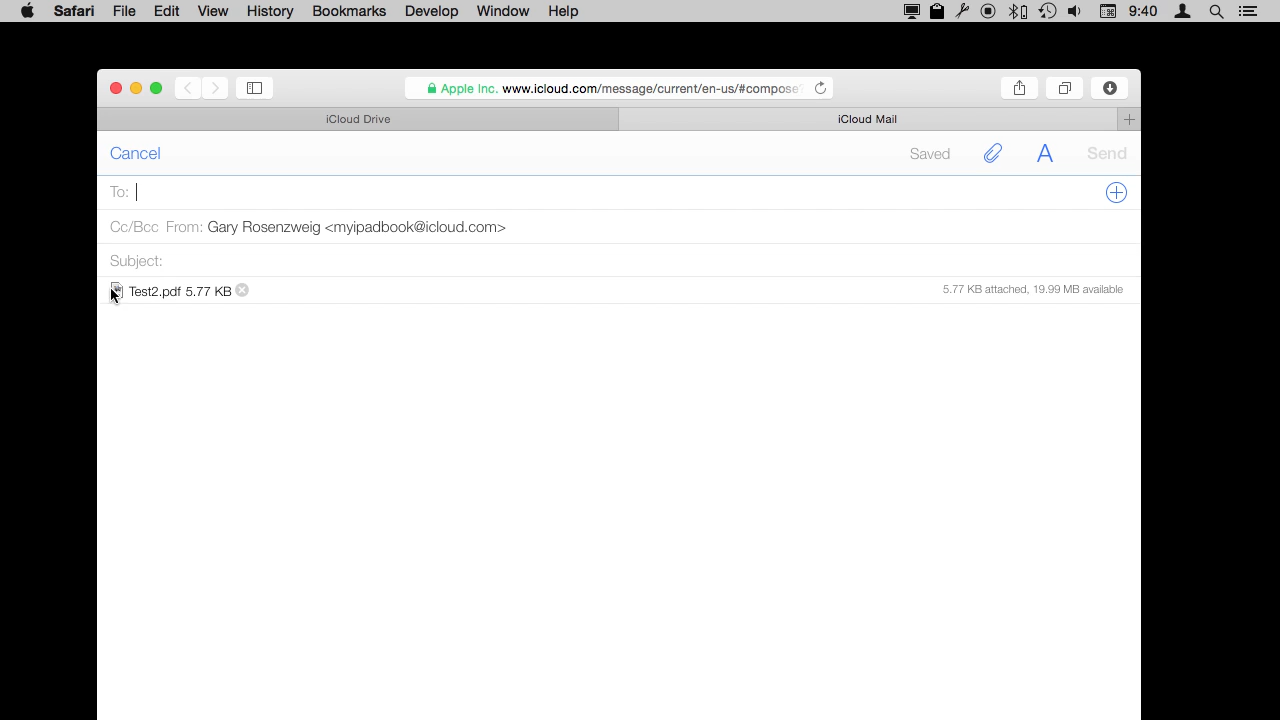 Safari File Edit View History Bookmarks Develop Window Help 9:40
Apple Inc. www.icloud.com/message/current/en-us/#compose?
iCloud Drive iCloud Mail
Cancel Saved A Send
To:
Cc/Bcc From: Gary Rosenzweig <myipadbook@icloud.com>
Subject:
Test2.pdf 5.77 KB 5.77 KB attached, 19.99 MB available